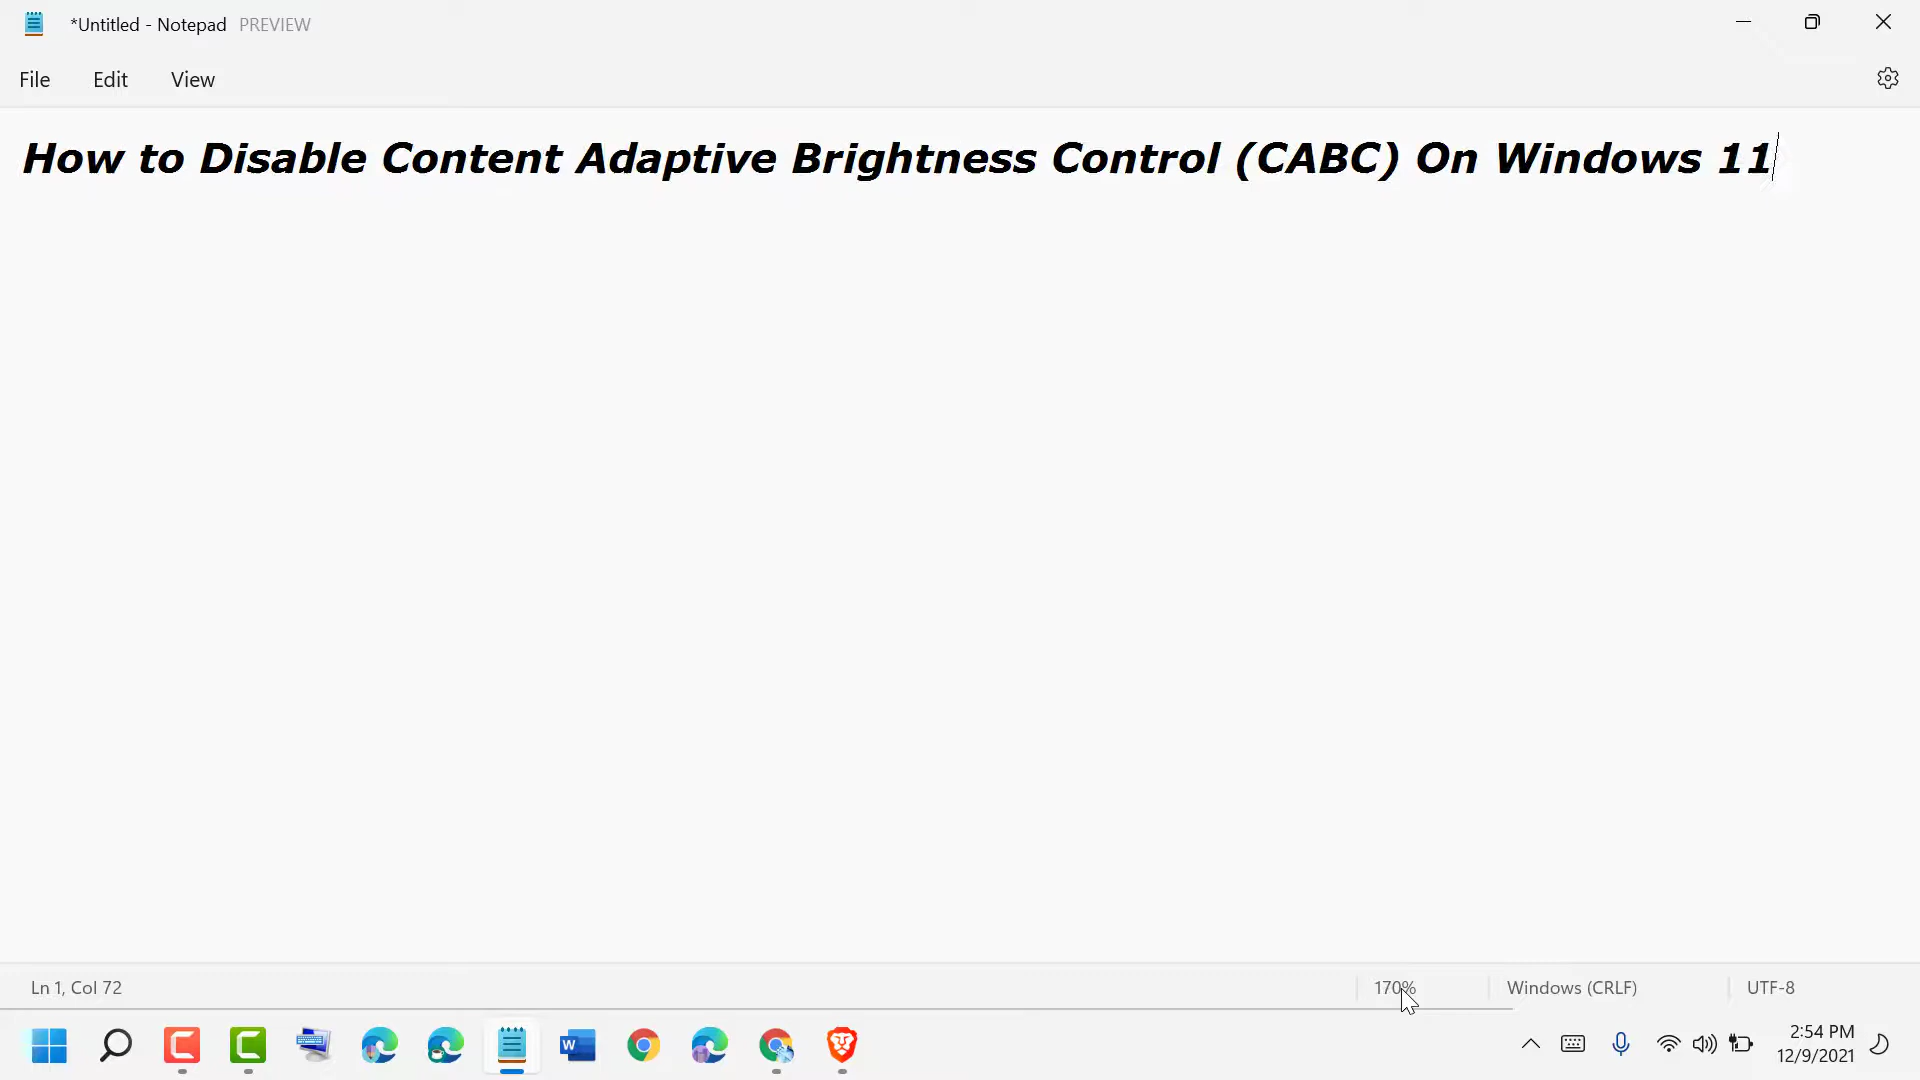 *Untitled - Notepad PREVIEW
File Edit View
How to Disable Content Adaptive Brightness Control (CABC) On Windows 11
Ln 1, Col 72 170% Windows (CRLF) UTF-8
2:54 PM
12/9/2021